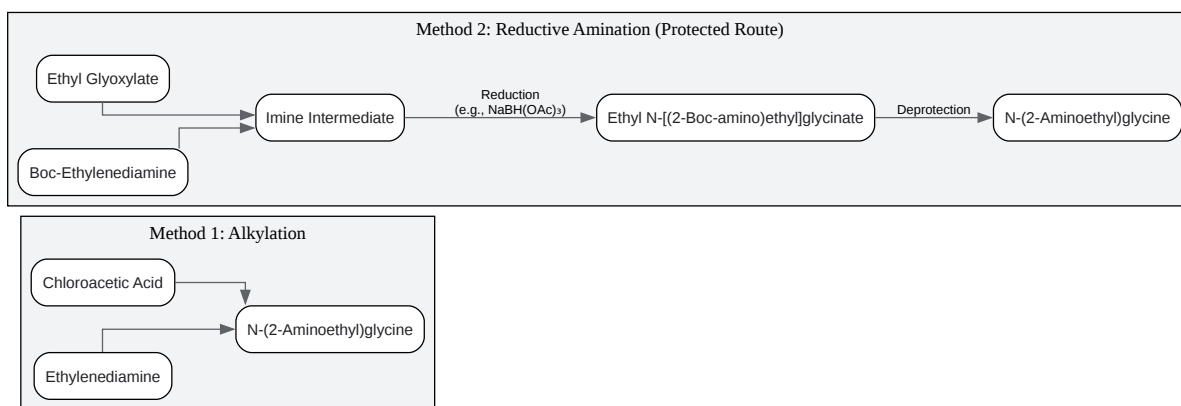 Method 2: Reductive Amination (Protected Route)
Ethyl Glyoxylate
Boc-Ethylenediamine
Imine Intermediate
Reduction
(e.g., NaBH(OAc)₃)
Ethyl N-[(2-Boc-amino)ethyl]glycinate
Deprotection
N-(2-Aminoethyl)glycine
Method 1: Alkylation
Chloroacetic Acid
Ethylenediamine
N-(2-Aminoethyl)glycine